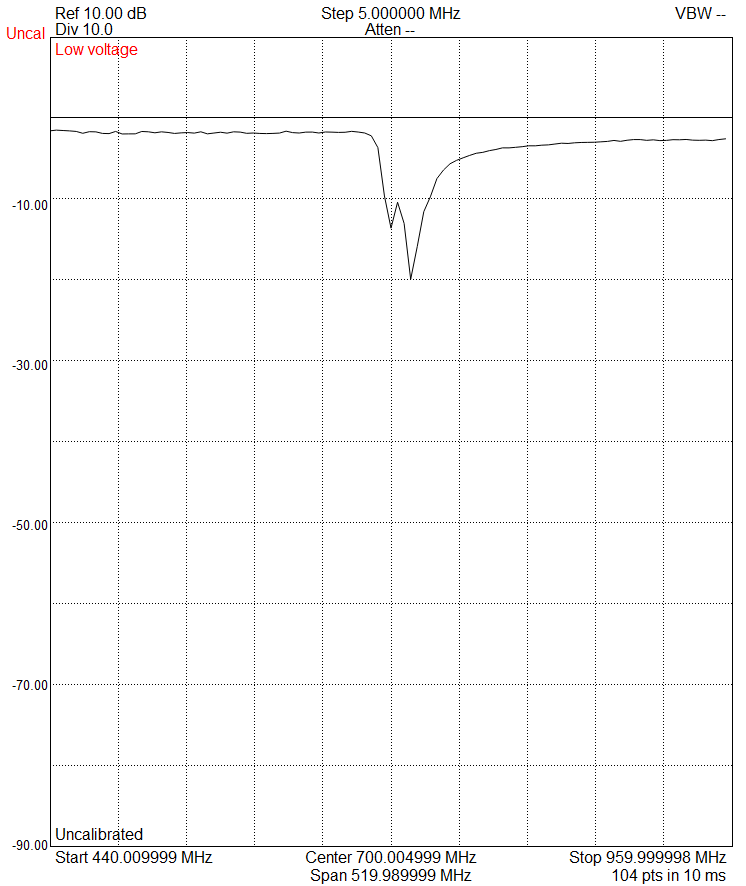 Ref 10.00 dB Step 5.000000 MHz VBW --
Uncal Div 10.0 Atten --
Low voltage
-10.00
-30.00
-50.00
-70.00
Uncalibrated
-90.00
Start 440.009999 MHz Center 700.004999 MHz Stop 959.999998 MHz
Span 519.989999 MHz 104 pts in 10 ms